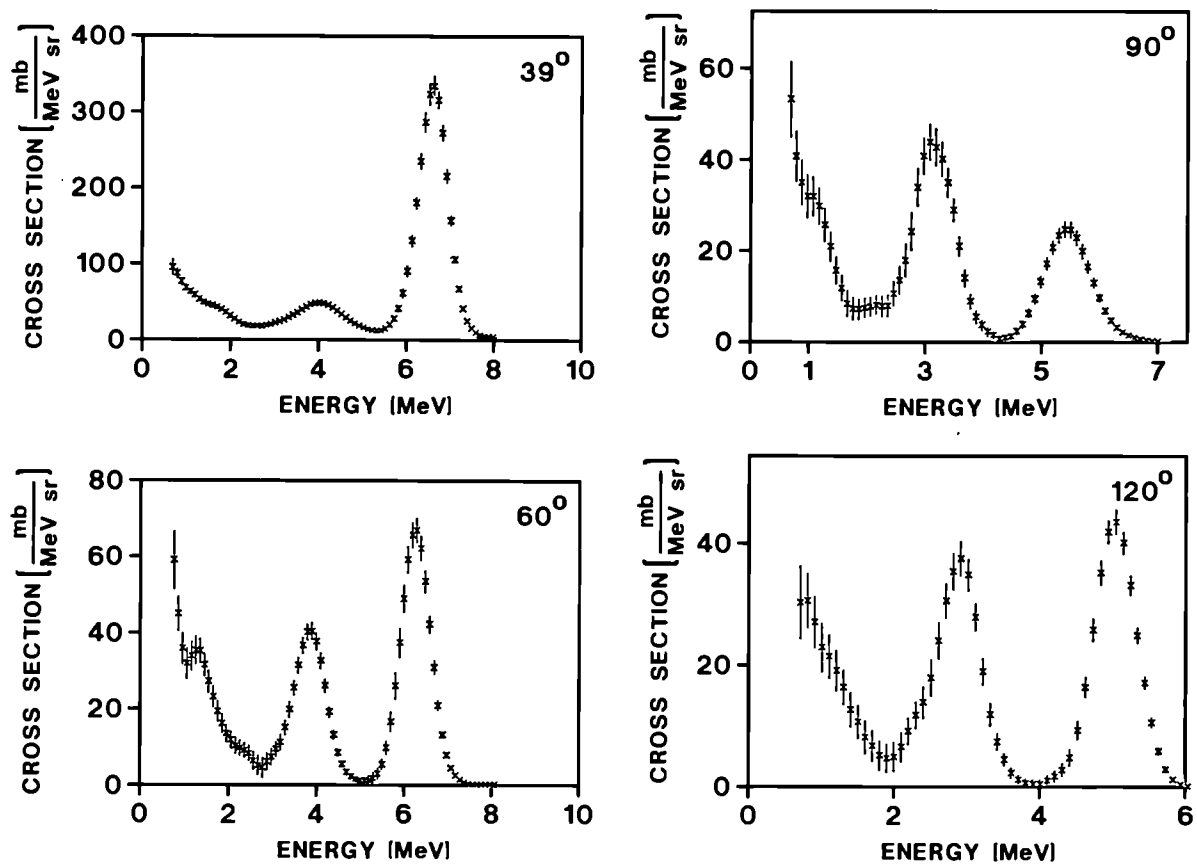 CROSS SECTION [mb/MeV sr]
39°
400
300
200
100
0
0 2 4 6 8 10
ENERGY (MeV)
CROSS SECTION [mb/MeV sr]
90°
60
40
20
0
0 1 3 5 7
ENERGY (MeV)
CROSS SECTION [mb/MeV sr]
60°
80
60
40
20
0
0 2 4 6 8 10
ENERGY (MeV)
CROSS SECTION [mb/MeV sr]
120°
40
20
0
0 2 4 6
ENERGY (MeV)